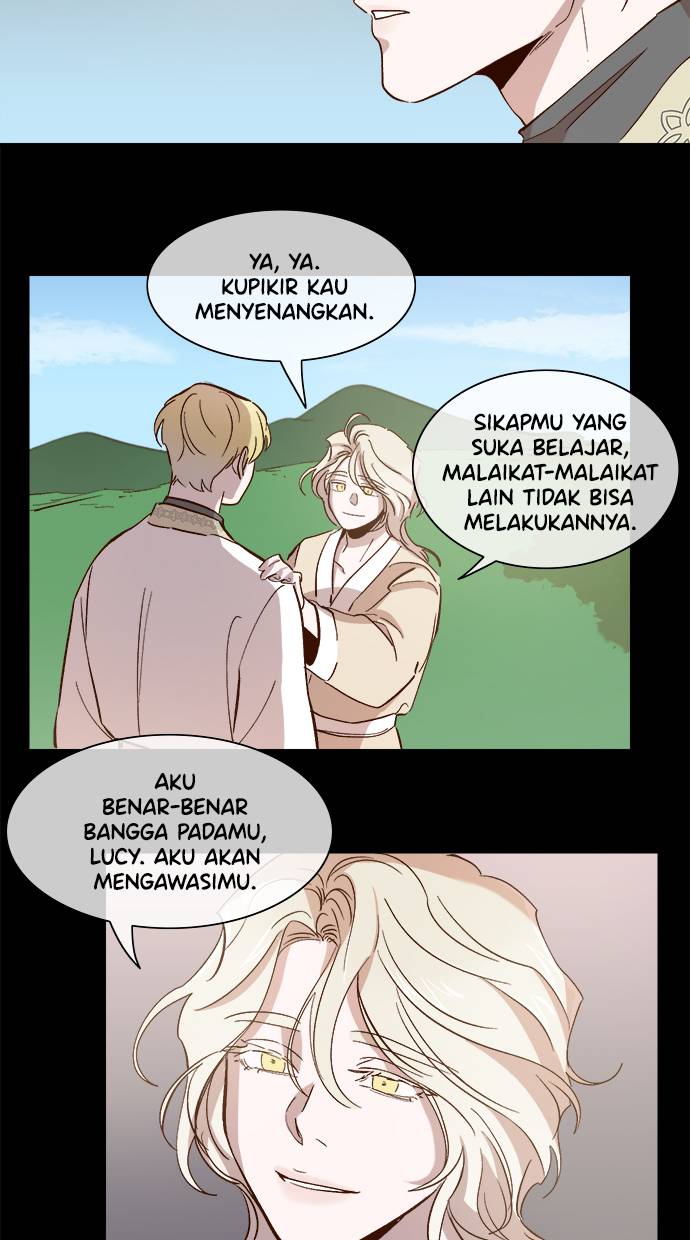 YA, YA.
KUPIKIR KAU
MENYENANGKAN.
SIKAPMU YANG
SUKA BELAJAR,
MALAIKAT-MALAIKAT
LAIN TIDAK BISA
MELAKUKANNYA.
AKU
BENAR-BENAR
BANGGA PADAMU,
LUCY. AKU AKAN
MENGAWASIMU.